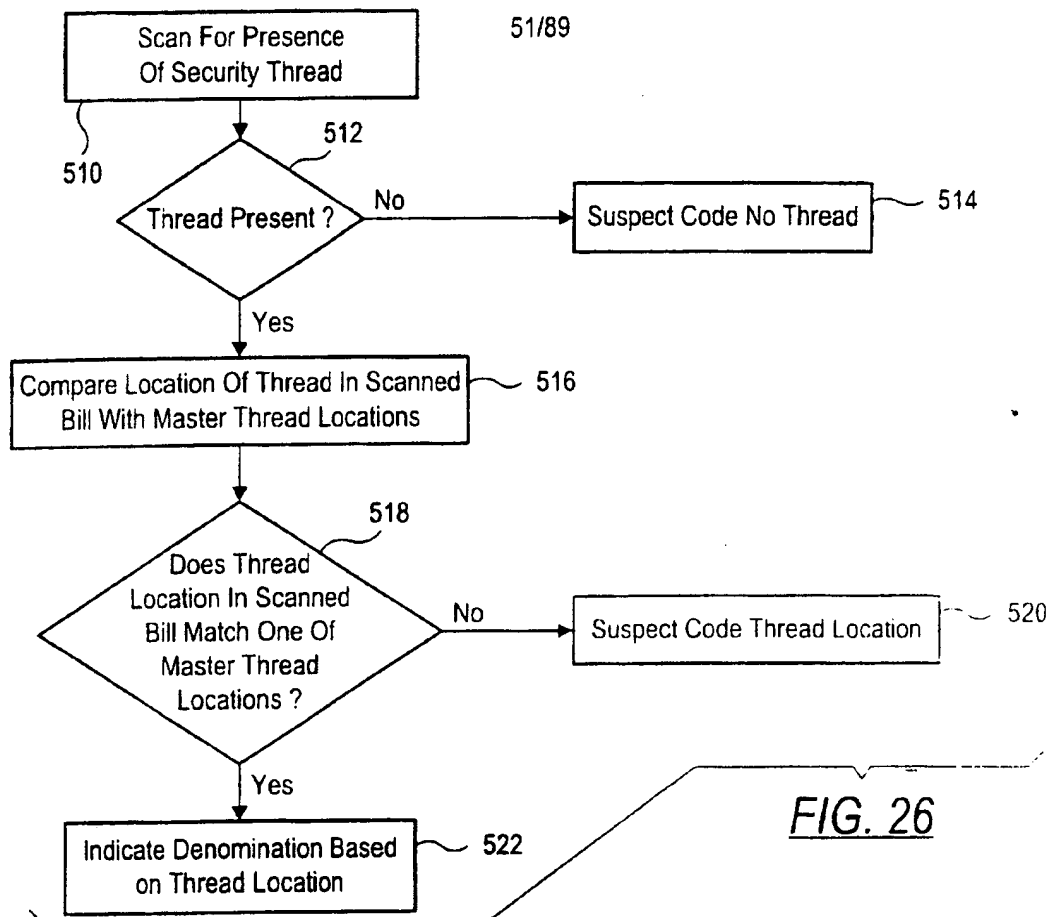 51/89
Scan For Presence
Of Security Thread
510
512
Thread Present ?
No
Suspect Code No Thread
514
Yes
Compare Location Of Thread In Scanned
Bill With Master Thread Locations
516
518
Does Thread
Location In Scanned
Bill Match One Of
Master Thread
Locations ?
No
Suspect Code Thread Location
520
Yes
Indicate Denomination Based
on Thread Location
522
FIG. 26